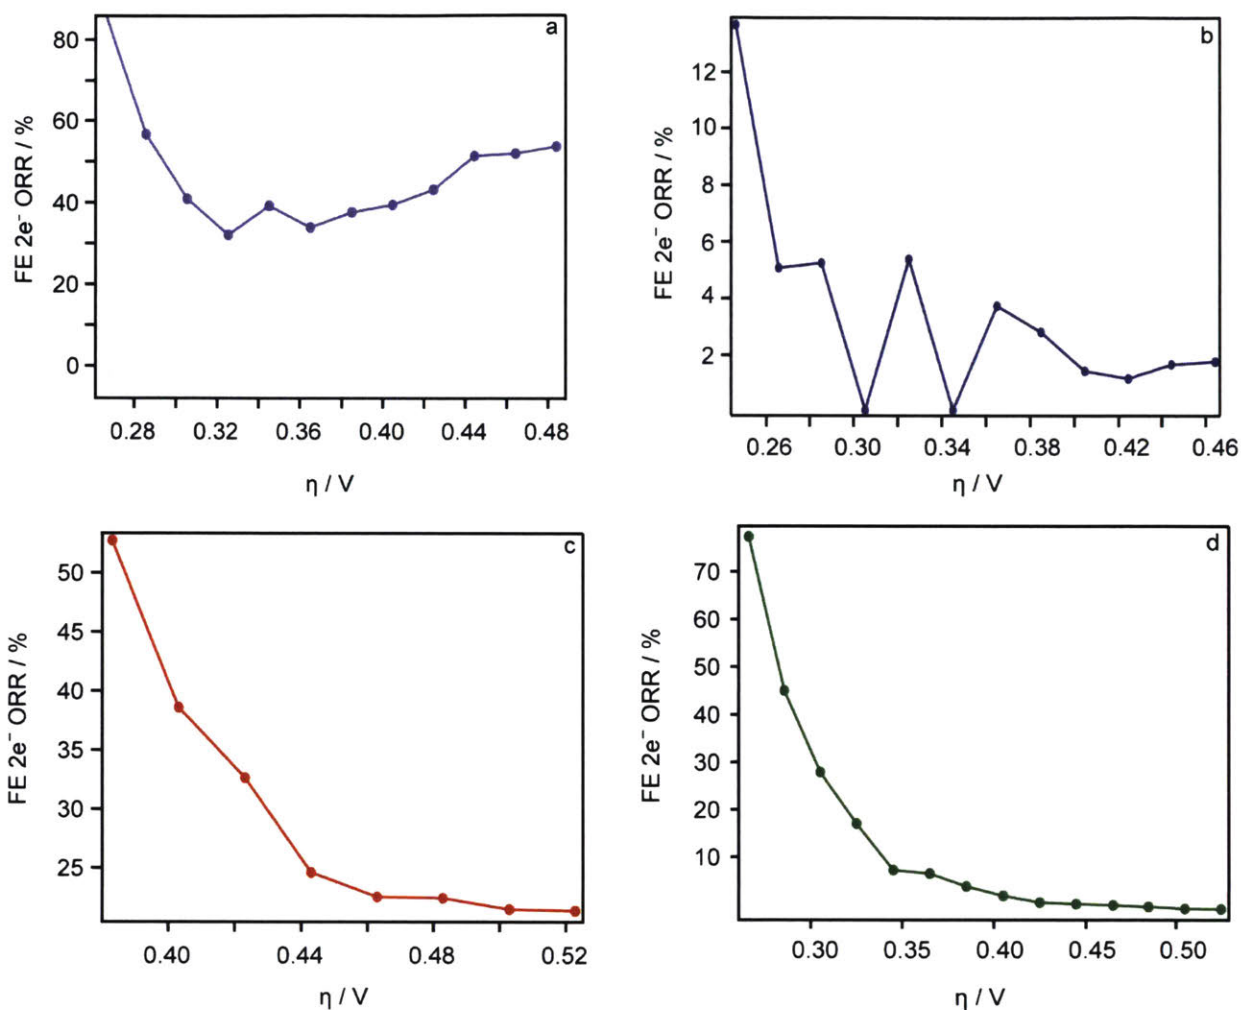 a
FE 2e⁻ ORR / %
80
60
40
20
0
0.28 0.32 0.36 0.40 0.44 0.48
η / V
b
FE 2e⁻ ORR / %
12
10
8
6
4
2
0.26 0.30 0.34 0.38 0.42 0.46
η / V
c
FE 2e⁻ ORR / %
50
45
40
35
30
25
0.40 0.44 0.48 0.52
η / V
d
FE 2e⁻ ORR / %
70
60
50
40
30
20
10
0.30 0.35 0.40 0.45 0.50
η / V